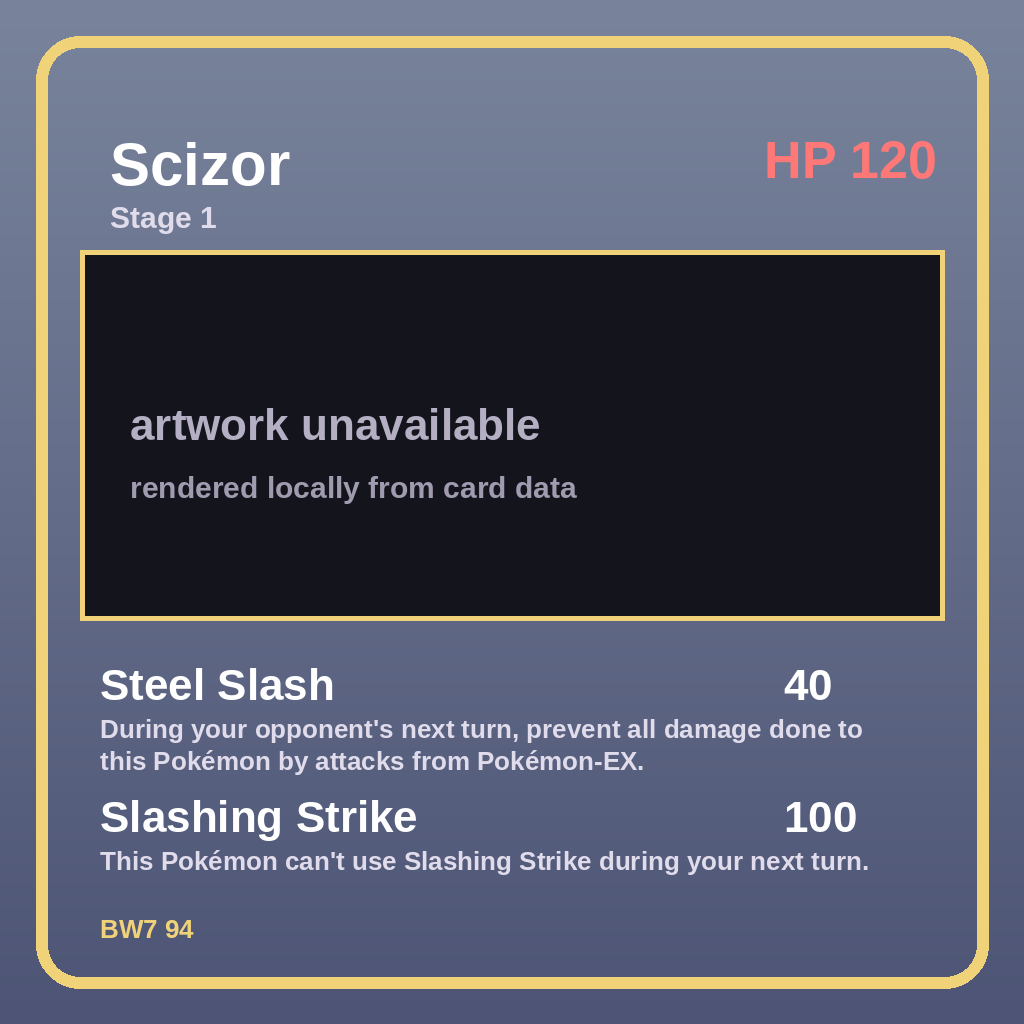 Scizor
HP 120
Stage 1
artwork unavailable
rendered locally from card data
Steel Slash 40
During your opponent's next turn, prevent all damage done to
this Pokémon by attacks from Pokémon-EX.
Slashing Strike 100
This Pokémon can't use Slashing Strike during your next turn.
BW7 94